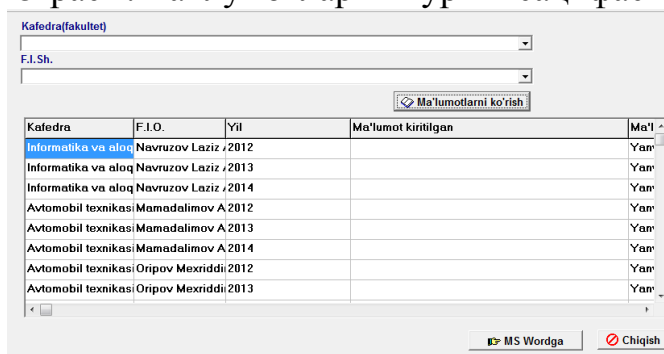 Kafedra(fakultet)
F.I.Sh.
Ma'lumotlarni ko'rish
Kafedra F.I.O. Yil Ma'lumot kiritilgan Ma'l
Informatika va aloq Navruzov Laziz 2012 Yan
Informatika va aloq Navruzov Laziz 2013 Yan
Informatika va aloq Navruzov Laziz 2014 Yan
Avtomobil texnikasi Mamadalimov A 2012 Yan
Avtomobil texnikasi Mamadalimov A 2013 Yan
Avtomobil texnikasi Mamadalimov A 2014 Yan
Avtomobil texnikasi Oripov Mexriddi 2012 Yan
Avtomobil texnikasi Oripov Mexriddi 2013 Yan
MS Wordga Chiqish